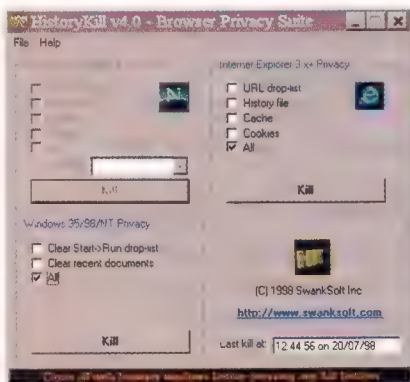 HistoryKill v4.0 - Browser Privacy Suite
File Help
Internet Explorer 3.x+ Privacy
URL drop-list
History file
Cache
Cookies
All
Kill
Kill
Windows 95/98/NT Privacy
Clear Start->Run drop-list
Clear recent documents
All
Kill
(C) 1998 SwankSoft Inc
http://www.swanksoft.com
Last kill at: 12:44:56 on 20/07/98